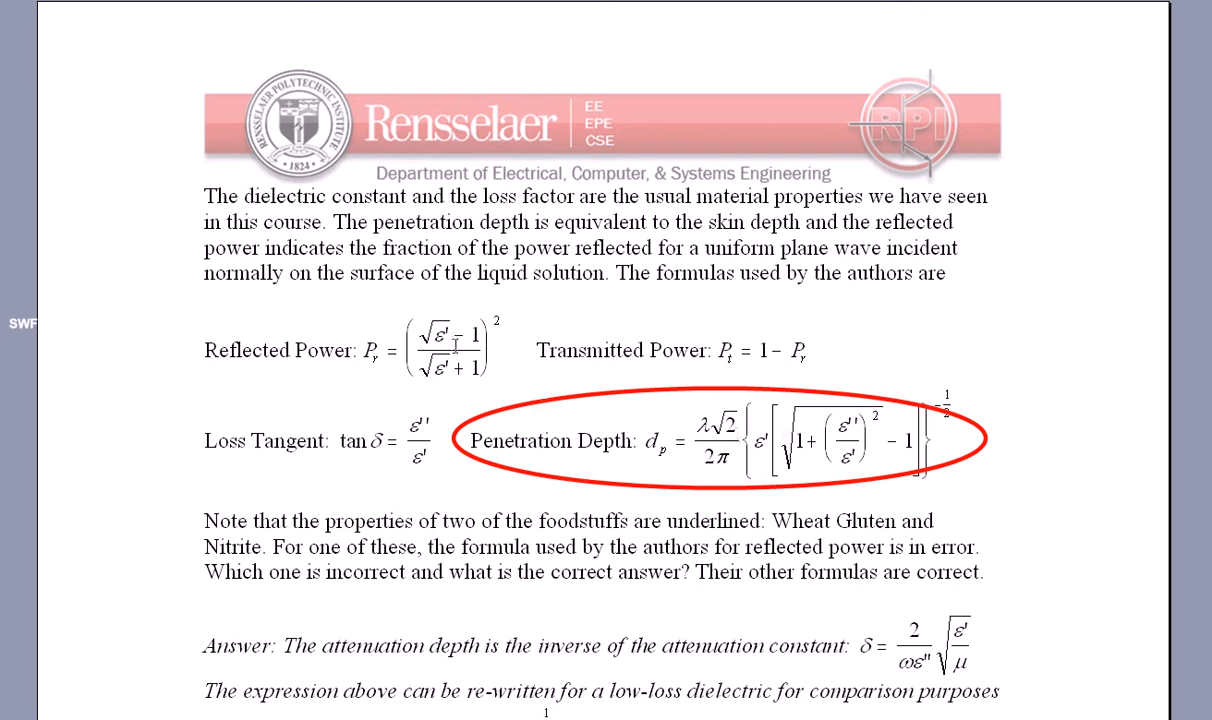 RENSSELAER POLYTECHNIC INSTITUTE
1824
Rensselaer
EE
EPE
CSE
RPI
Department of Electrical, Computer, & Systems Engineering
The dielectric constant and the loss factor are the usual material properties we have seen
in this course. The penetration depth is equivalent to the skin depth and the reflected
power indicates the fraction of the power reflected for a uniform plane wave incident
normally on the surface of the liquid solution. The formulas used by the authors are
SWF
Reflected Power: P_r = ((√ε' − 1)/(√ε' + 1))^2 Transmitted Power: P_t = 1 − P_r
Loss Tangent: tan δ = ε''/ε' Penetration Depth: d_p = (λ√2)/(2π) {ε'[√(1+(ε''/ε')^2) − 1]}^(−1/2)
Note that the properties of two of the foodstuffs are underlined: Wheat Gluten and
Nitrite. For one of these, the formula used by the authors for reflected power is in error.
Which one is incorrect and what is the correct answer? Their other formulas are correct.
Answer: The attenuation depth is the inverse of the attenuation constant: δ = 2/(ωε'') √(ε'/μ)
The expression above can be re-written for a low-loss dielectric for comparison purposes
1